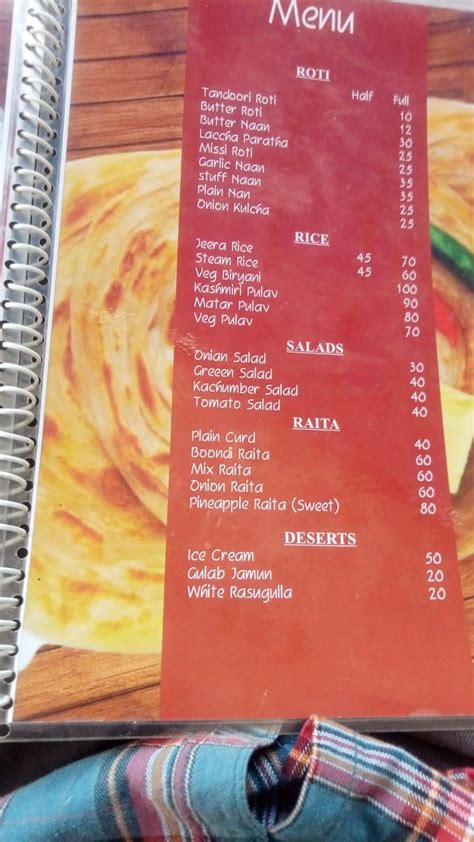 Menu
ROTI
Half Full
Tandoori Roti 10
Butter Roti 12
Butter Naan 30
Laccha Paratha 25
Missi Roti 25
Garlic Naan 35
stuff Naan 35
Plain Nan 25
Onion Kulcha 25
RICE
Jeera Rice 45 70
Steam Rice 45 60
Veg Biryani 100
Kashmiri Pulav 90
Matar Pulav 80
Veg Pulav 70
SALADS
Onian Salad 30
Greeen Salad 40
Kachumber Salad 40
Tomato Salad 40
RAITA
Plain Curd 40
Boondi Raita 60
Mix Raita 60
Onion Raita 60
Pineapple Raita (Sweet) 80
DESERTS
Ice Cream 50
Gulab Jamun 20
White Rasugulla 20